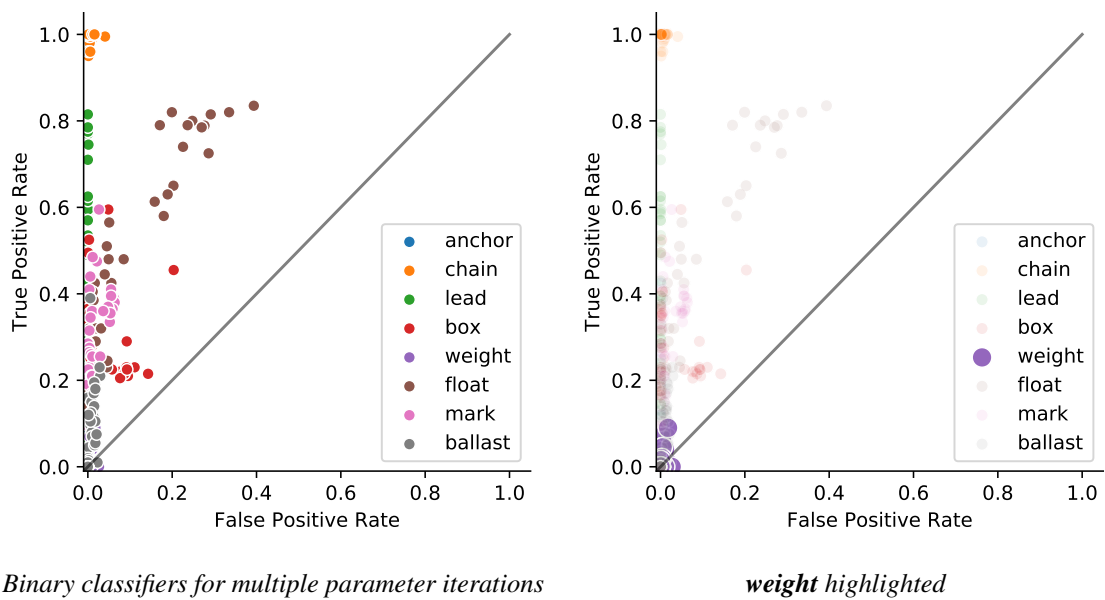 1.0
0.8
0.6
0.4
0.2
0.0
True Positive Rate
anchor
chain
lead
box
weight
float
mark
ballast
0.0 0.2 0.4 0.6 0.8 1.0
False Positive Rate
Binary classifiers for multiple parameter iterations
1.0
0.8
0.6
0.4
0.2
0.0
True Positive Rate
anchor
chain
lead
box
weight
float
mark
ballast
0.0 0.2 0.4 0.6 0.8 1.0
False Positive Rate
weight highlighted